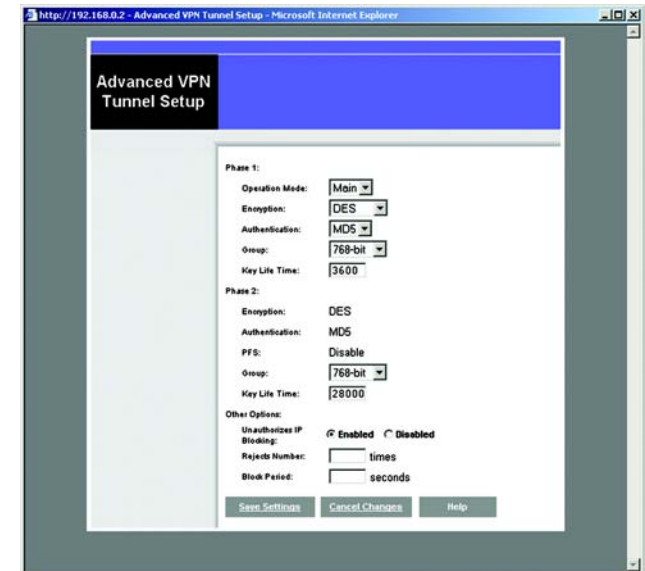 http://192.168.0.2 - Advanced VPN Tunnel Setup - Microsoft Internet Explorer
Advanced VPN
Tunnel Setup
Phase 1:
Operation Mode: Main
Encryption: DES
Authentication: MD5
Group: 768-bit
Key Life Time: 3600
Phase 2:
Encryption: DES
Authentication: MD5
PFS: Disable
Group: 768-bit
Key Life Time: 28000
Other Options:
Unauthorizes IP
Blocking: Enabled Disabled
Rejects Number: times
Block Period: seconds
Save Settings Cancel Changes Help